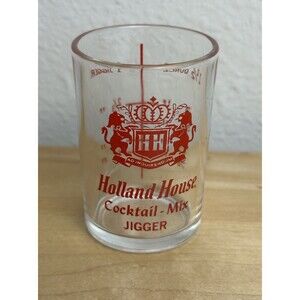 HH
Holland House
Cocktail-Mix
JIGGER